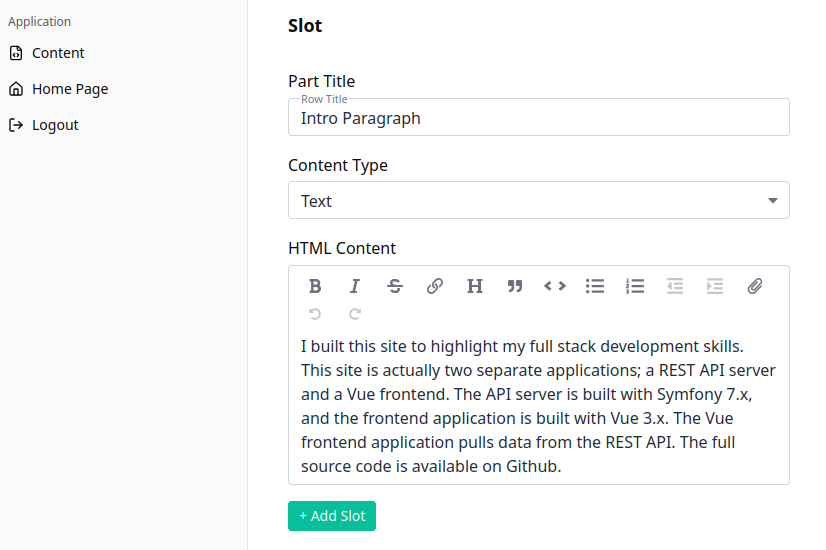 Application
Content
Home Page
Logout
Slot
Part Title
Row Title
Intro Paragraph
Content Type
Text
HTML Content
I built this site to highlight my full stack development skills.
This site is actually two separate applications; a REST API server
and a Vue frontend. The API server is built with Symfony 7.x,
and the frontend application is built with Vue 3.x. The Vue
frontend application pulls data from the REST API. The full
source code is available on Github.
+ Add Slot